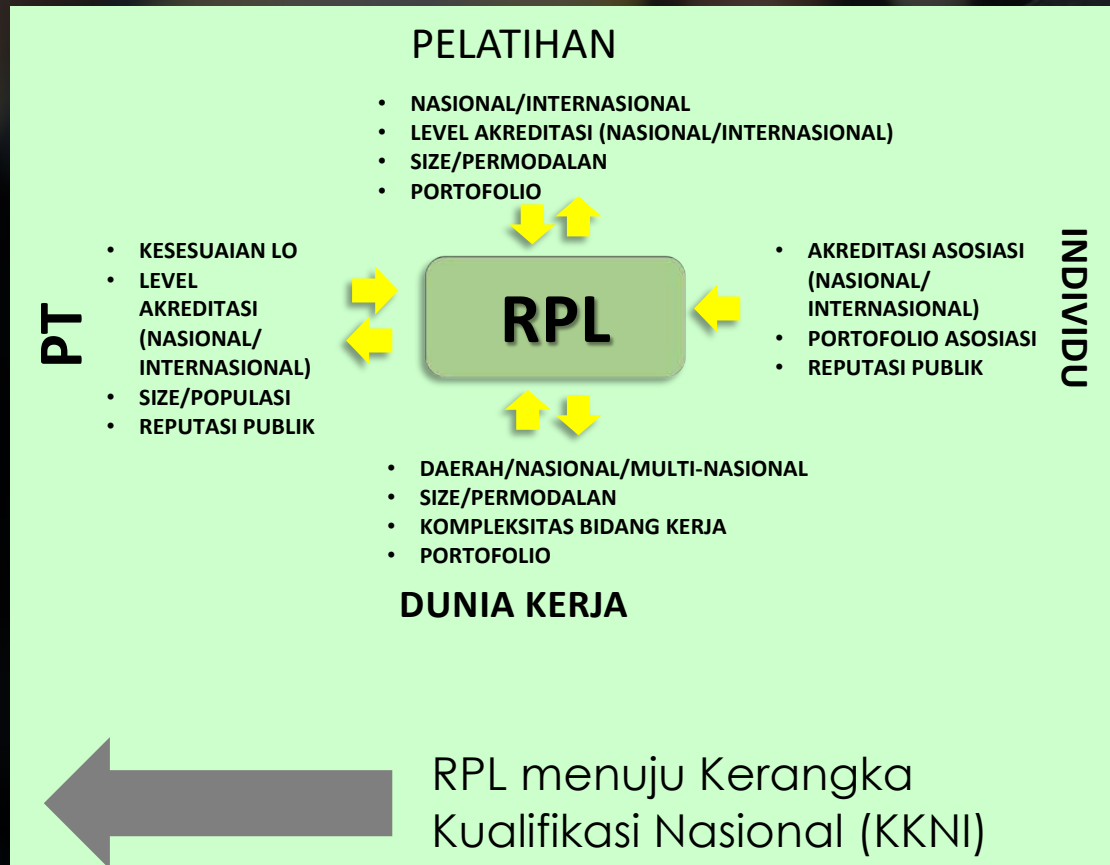 PELATIHAN
• NASIONAL/INTERNASIONAL
• LEVEL AKREDITASI (NASIONAL/INTERNASIONAL)
• SIZE/PERMODALAN
• PORTOFOLIO
PT
• KESESUAIAN LO
• LEVEL
AKREDITASI
(NASIONAL/
INTERNASIONAL)
• SIZE/POPULASI
• REPUTASI PUBLIK
RPL
• AKREDITASI ASOSIASI
(NASIONAL/
INTERNASIONAL)
• PORTOFOLIO ASOSIASI
• REPUTASI PUBLIK
INDIVIDU
• DAERAH/NASIONAL/MULTI-NASIONAL
• SIZE/PERMODALAN
• KOMPLEKSITAS BIDANG KERJA
• PORTOFOLIO
DUNIA KERJA
RPL menuju Kerangka
Kualifikasi Nasional (KKNI)